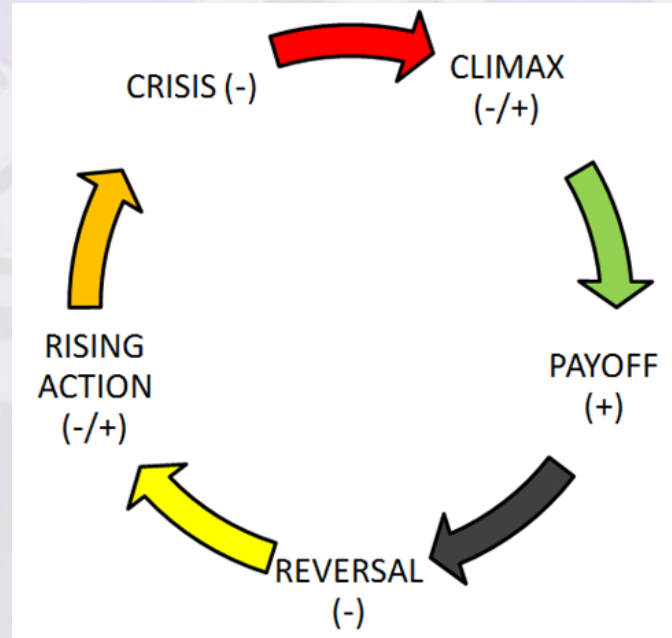 CRISIS (-)
CLIMAX
(-/+)
PAYOFF
(+)
REVERSAL
(-)
RISING
ACTION
(-/+)